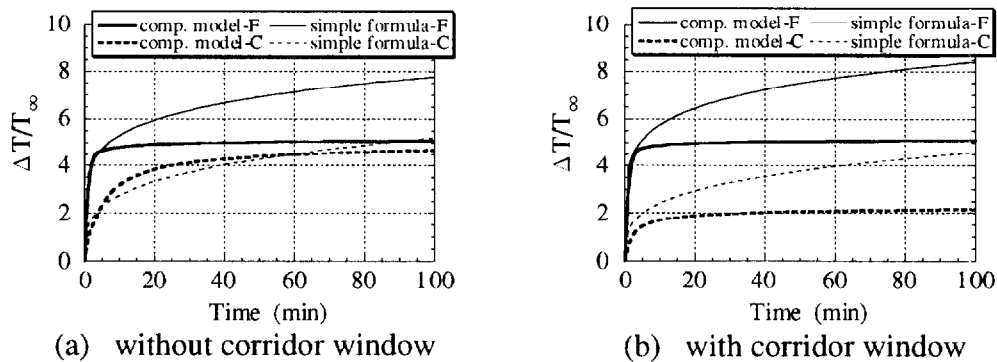 comp. model-F simple formula-F
comp. model-C simple formula-C
8
6
4
2
0
ΔT/T∞
0 20 40 60 80 100
Time (min)
(a) without corridor window
comp. model-F simple formula-F
comp. model-C simple formula-C
8
6
4
2
0
ΔT/T∞
0 20 40 60 80 100
Time (min)
(b) with corridor window